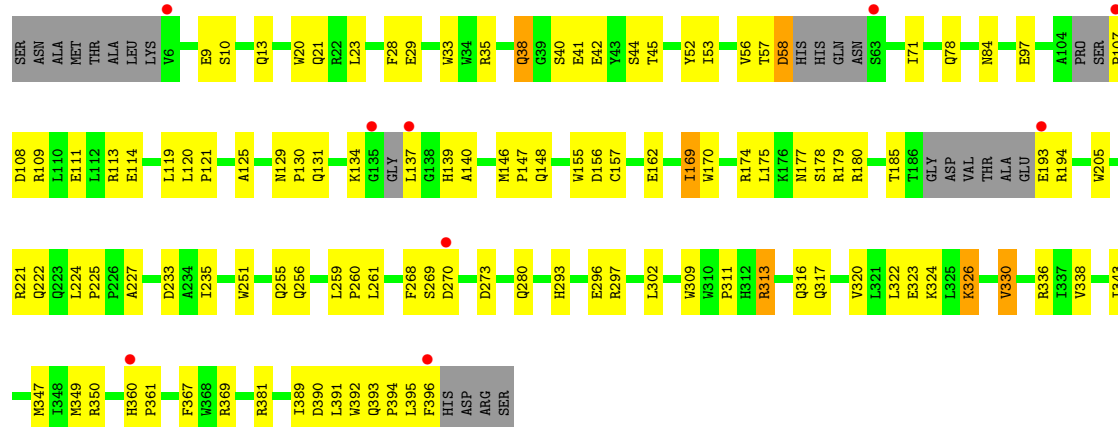 SER ASN ALA MET THR ALA LEU LYS V6 E9 S10 Q13 W20 Q21 R22 L23 F28 E29 W33 W34 R35 Q38 G39 S40 E41 E42 Y43 S44 T45 Y52 I53 V56 T57 D58 HIS HIS GLN ASN S63 I71 Q78 N84 E97 A104 PRO SER R107
D108 R109 L110 E111 L112 R113 E114 L119 L120 P121 A125 N129 P130 Q131 K134 G135 GLY L137 G138 H139 A140 M146 P147 Q148 W155 D156 C157 E162 I169 W170 R174 L175 K176 N177 S178 R179 R180 T185 T186 GLY ASP VAL THR ALA GLU E193 R194 W205
R221 Q222 Q223 L224 P225 P226 A227 D233 A234 I235 W251 Q255 Q256 L259 P260 L261 F268 S269 D270 D273 Q280 H293 E296 R297 L302 W309 W310 P311 H312 R313 Q316 Q317 V320 L321 L322 E323 K324 L325 K326 V330 R336 I337 V338 I343
M347 I348 M349 R350 H360 P361 F367 W368 R369 R381 I389 D390 L391 W392 Q393 P394 L395 F396 HIS ASP ARG SER